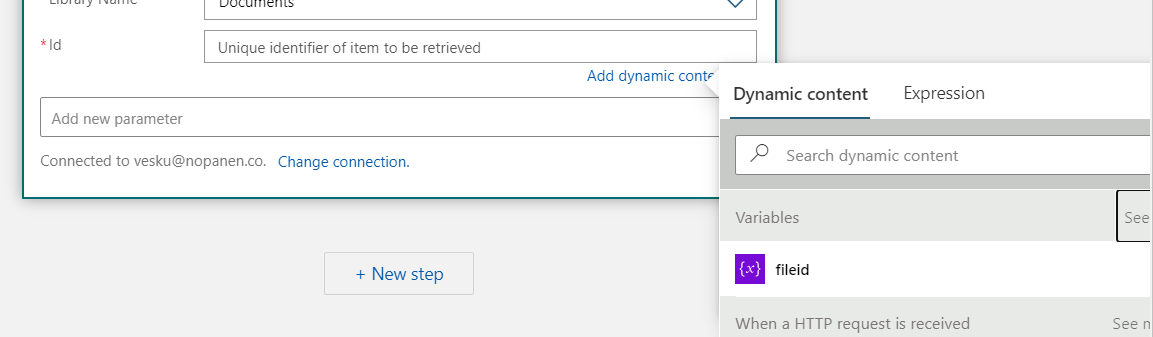 Library Name
Documents
* Id
Unique identifier of item to be retrieved
Add dynamic conte
Add new parameter
Connected to vesku@nopanen.co. Change connection.
+ New step
Dynamic content
Expression
Search dynamic content
Variables
See
{x} fileid
When a HTTP request is received
See m